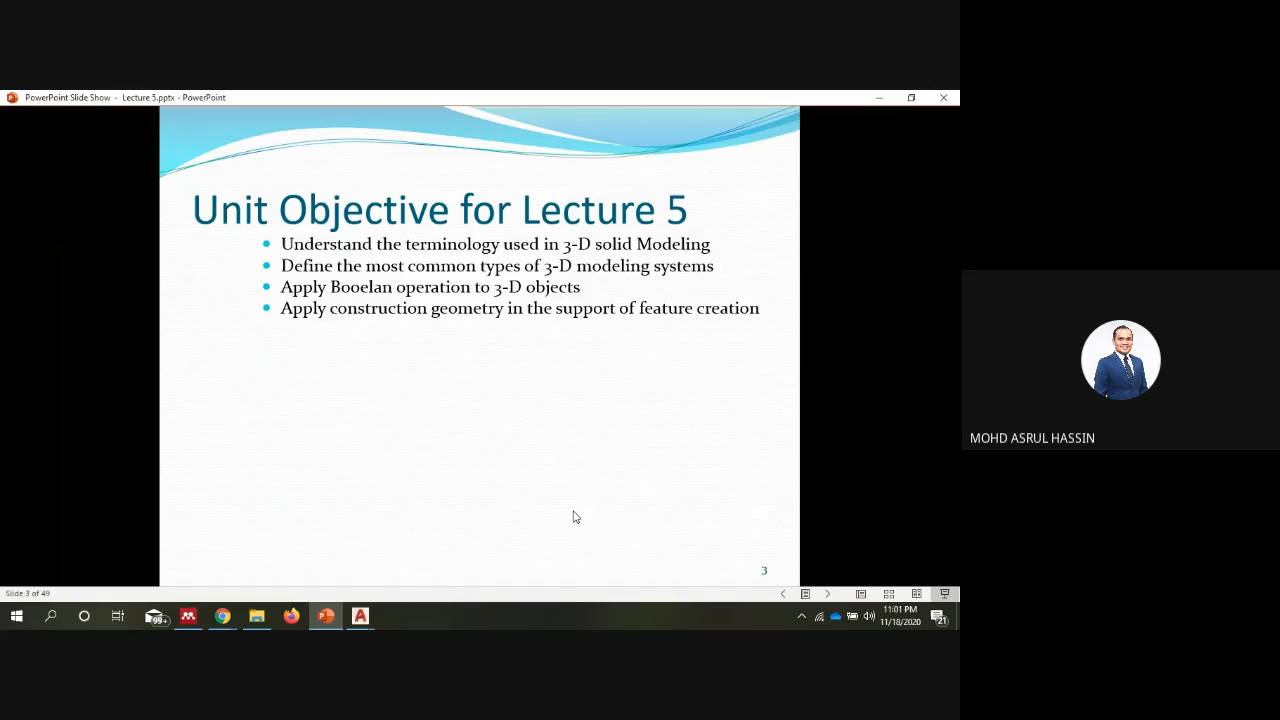 PowerPoint Slide Show - Lecture 5.pptx - PowerPoint
Unit Objective for Lecture 5
Understand the terminology used in 3-D solid Modeling
Define the most common types of 3-D modeling systems
Apply Booelan operation to 3-D objects
Apply construction geometry in the support of feature creation
MOHD ASRUL HASSIN
3
Slide 3 of 49
99+
11:01 PM
11/18/2020
21